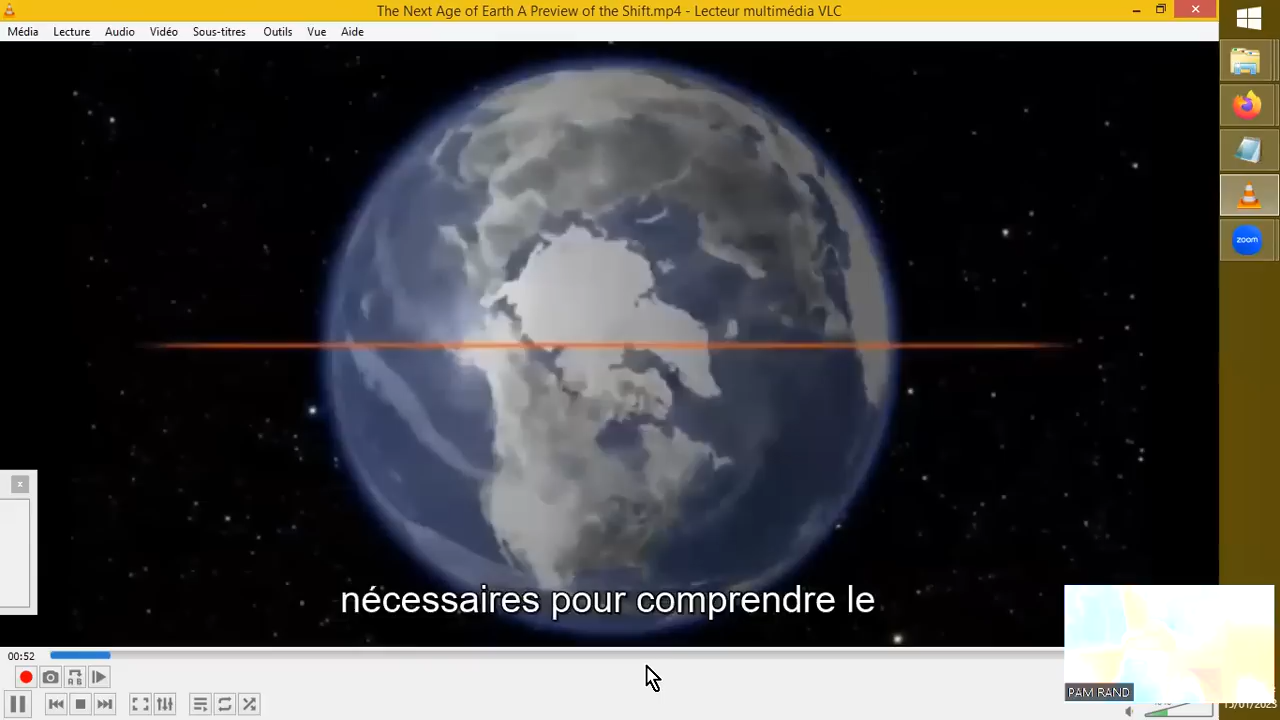 The Next Age of Earth A Preview of the Shift.mp4 - Lecteur multimédia VLC
Média Lecture Audio Vidéo Sous-titres Outils Vue Aide
zoom
nécessaires pour comprendre le
00:52
PAM RAND